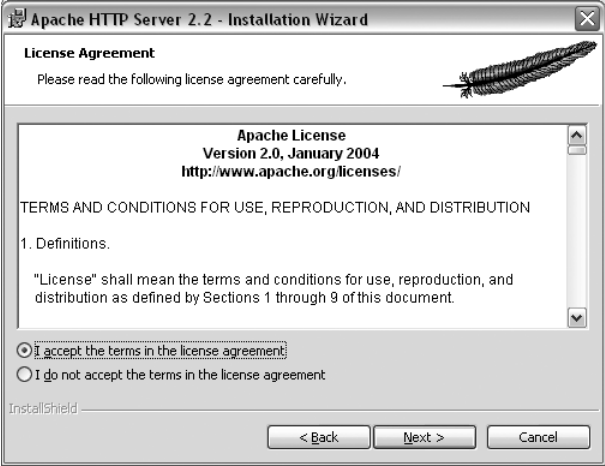 Apache HTTP Server 2.2 - Installation Wizard
License Agreement
Please read the following license agreement carefully.
Apache License
Version 2.0, January 2004
http://www.apache.org/licenses/
TERMS AND CONDITIONS FOR USE, REPRODUCTION, AND DISTRIBUTION
1. Definitions.
"License" shall mean the terms and conditions for use, reproduction, and
distribution as defined by Sections 1 through 9 of this document.
I accept the terms in the license agreement
I do not accept the terms in the license agreement
InstallShield
< Back Next > Cancel